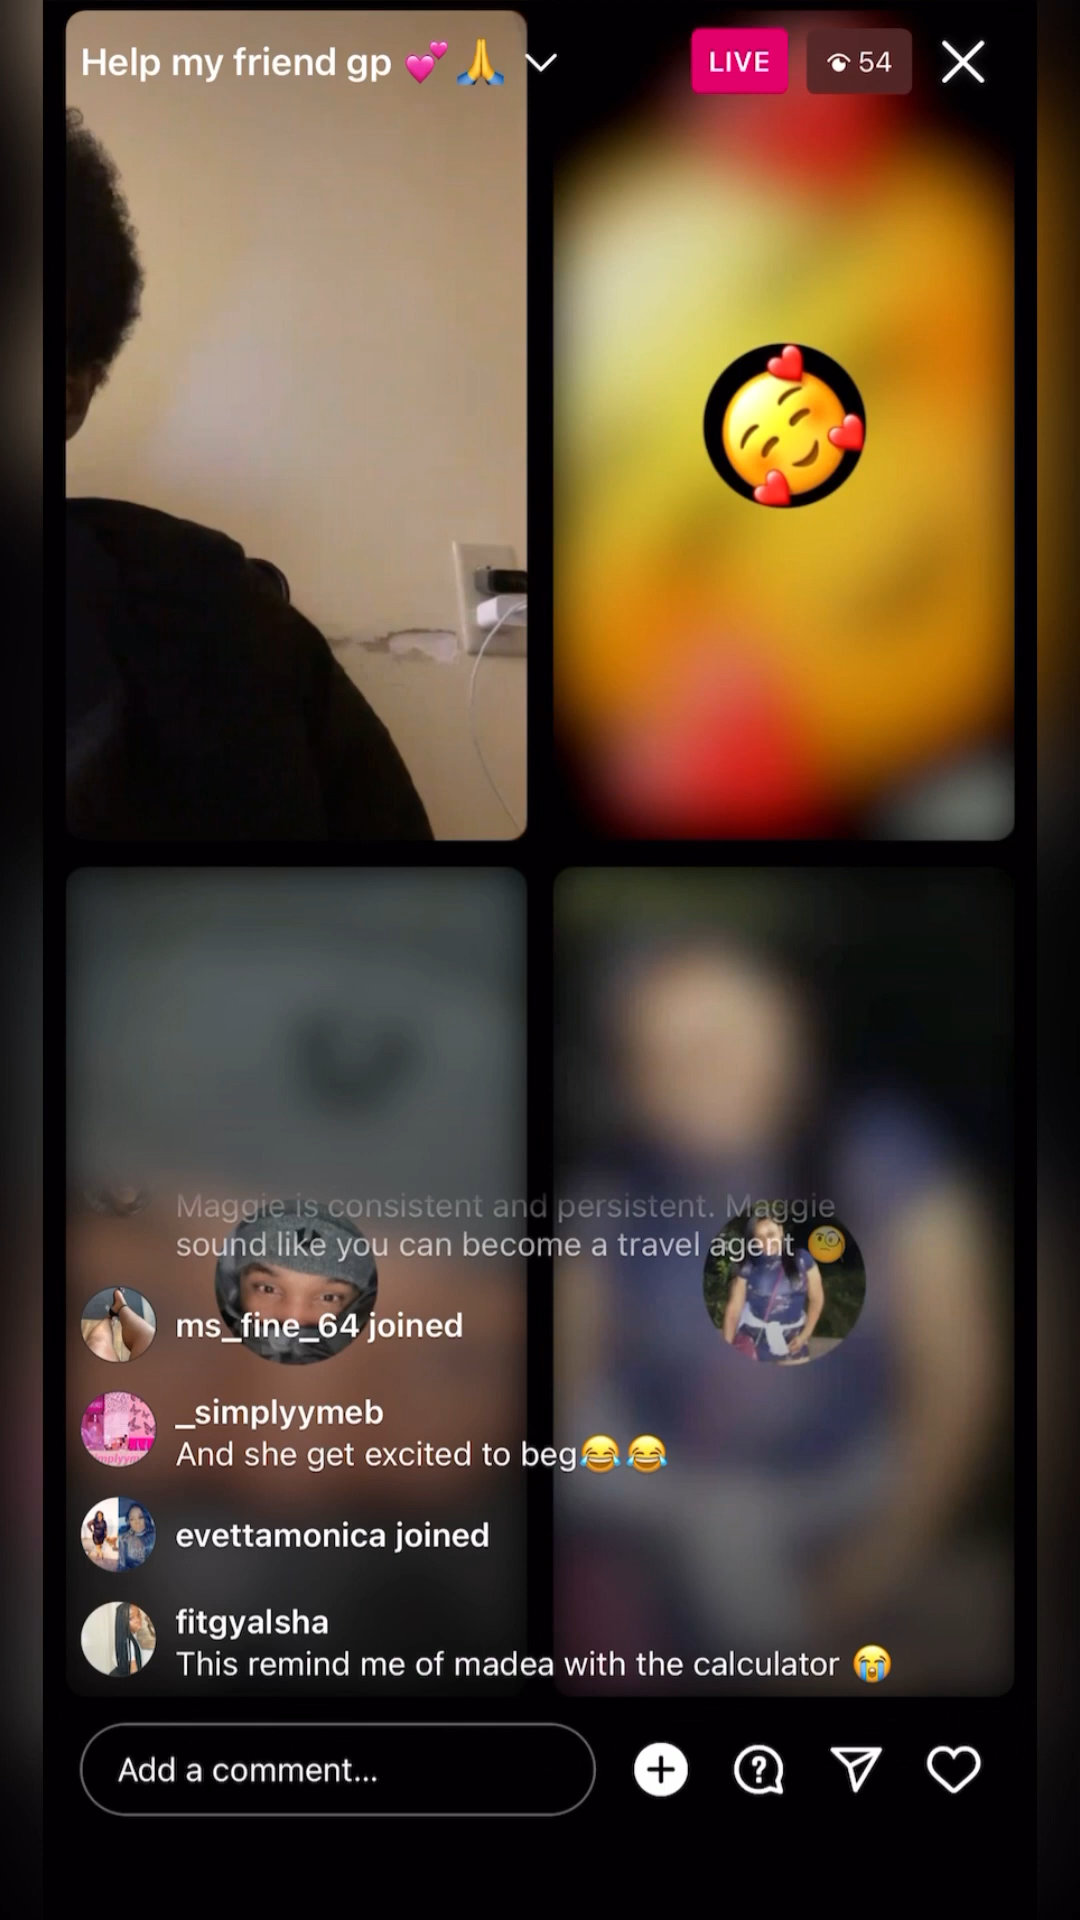 Help my friend gp 💕 🙏
LIVE
54
Maggie is consistent and persistent. Maggie
sound like you can become a travel agent 🧐
ms_fine_64 joined
_simplyymeb
And she get excited to beg😂😂
evettamonica joined
fitgyalsha
This remind me of madea with the calculator 😭
Add a comment...